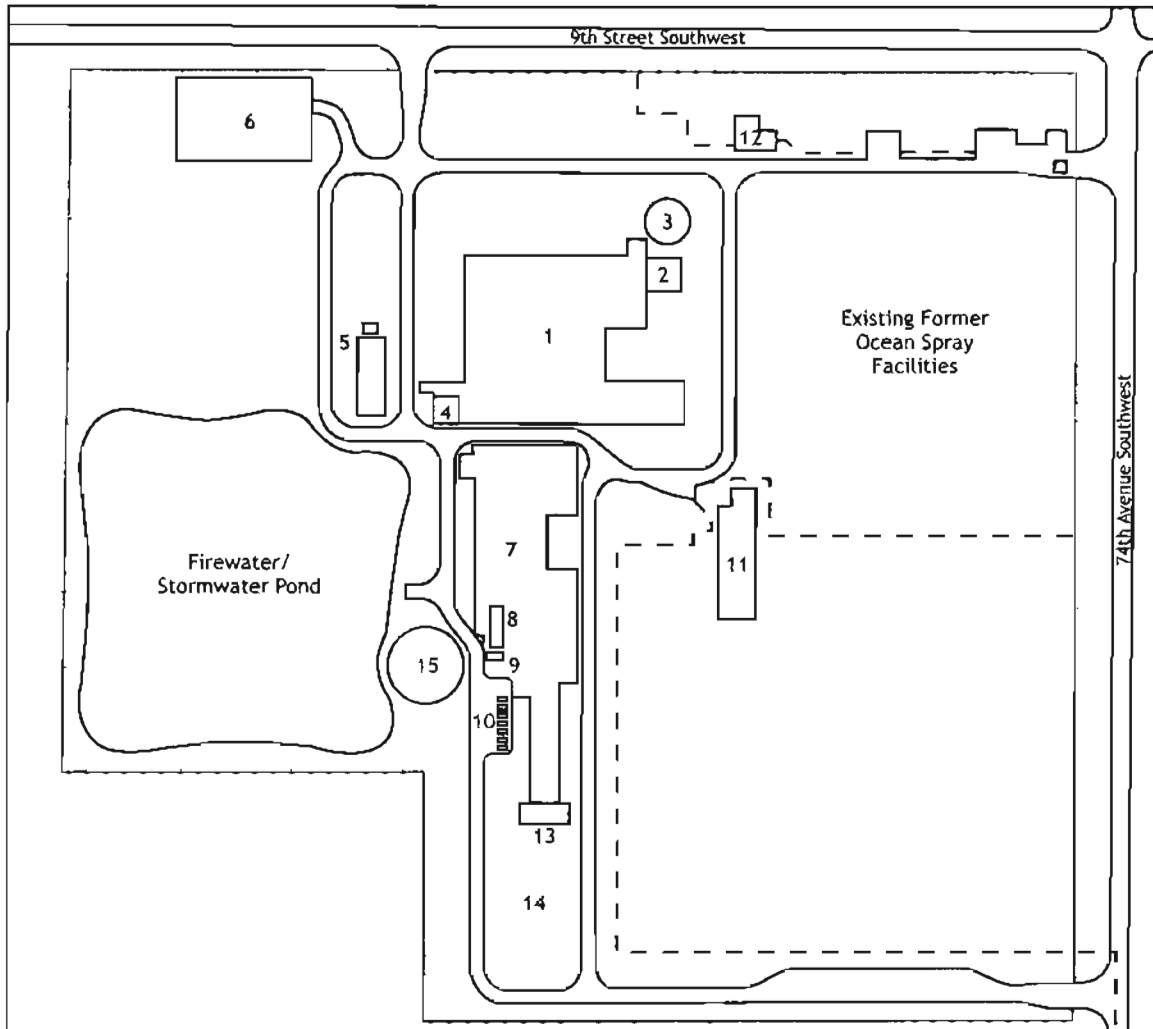 9th Street Southwest
6
12
3
2
1
5
4
Existing Former
Ocean Spray
Facilities
74th Avenue Southwest
7
11
Firewater/
Stormwater Pond
8
9
15
10
13
14